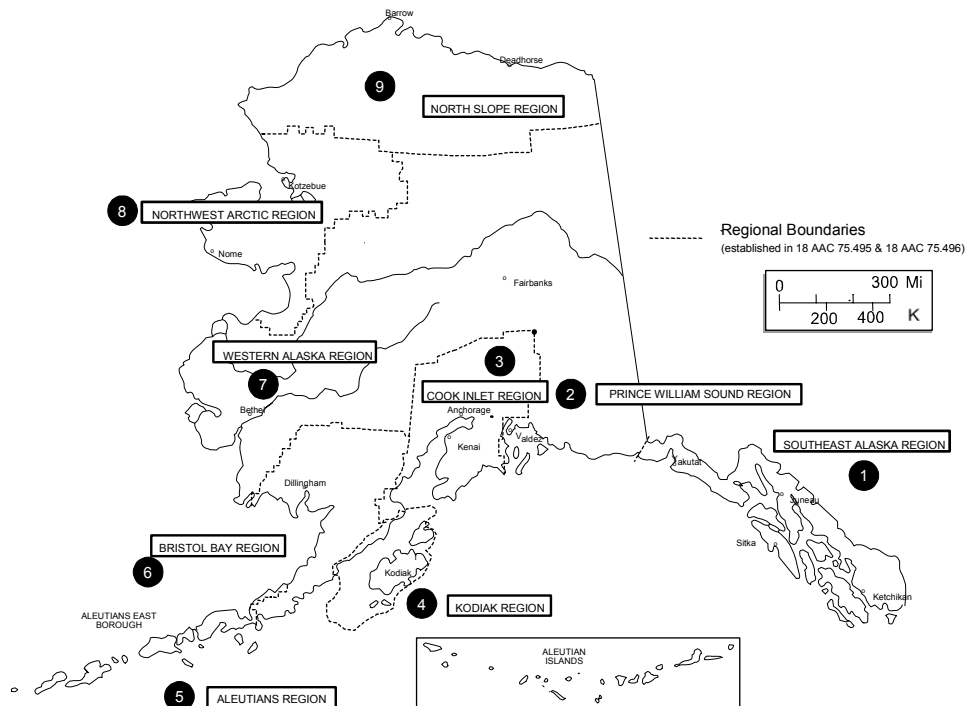 Barrow
Deadhorse
9
NORTH SLOPE REGION
Kotzebue
8
NORTHWEST ARCTIC REGION
Nome
Regional Boundaries
(established in 18 AAC 75.495 & 18 AAC 75.496)
0 300 Mi
200 400 K
Fairbanks
WESTERN ALASKA REGION
7
3
COOK INLET REGION
2
PRINCE WILLIAM SOUND REGION
Bethel
Anchorage
Kenai
Valdez
SOUTHEAST ALASKA REGION
1
Yakutat
Dillingham
Juneau
Sitka
BRISTOL BAY REGION
6
Kodiak
Ketchikan
4
KODIAK REGION
ALEUTIANS EAST
BOROUGH
ALEUTIAN
ISLANDS
5
ALEUTIANS REGION